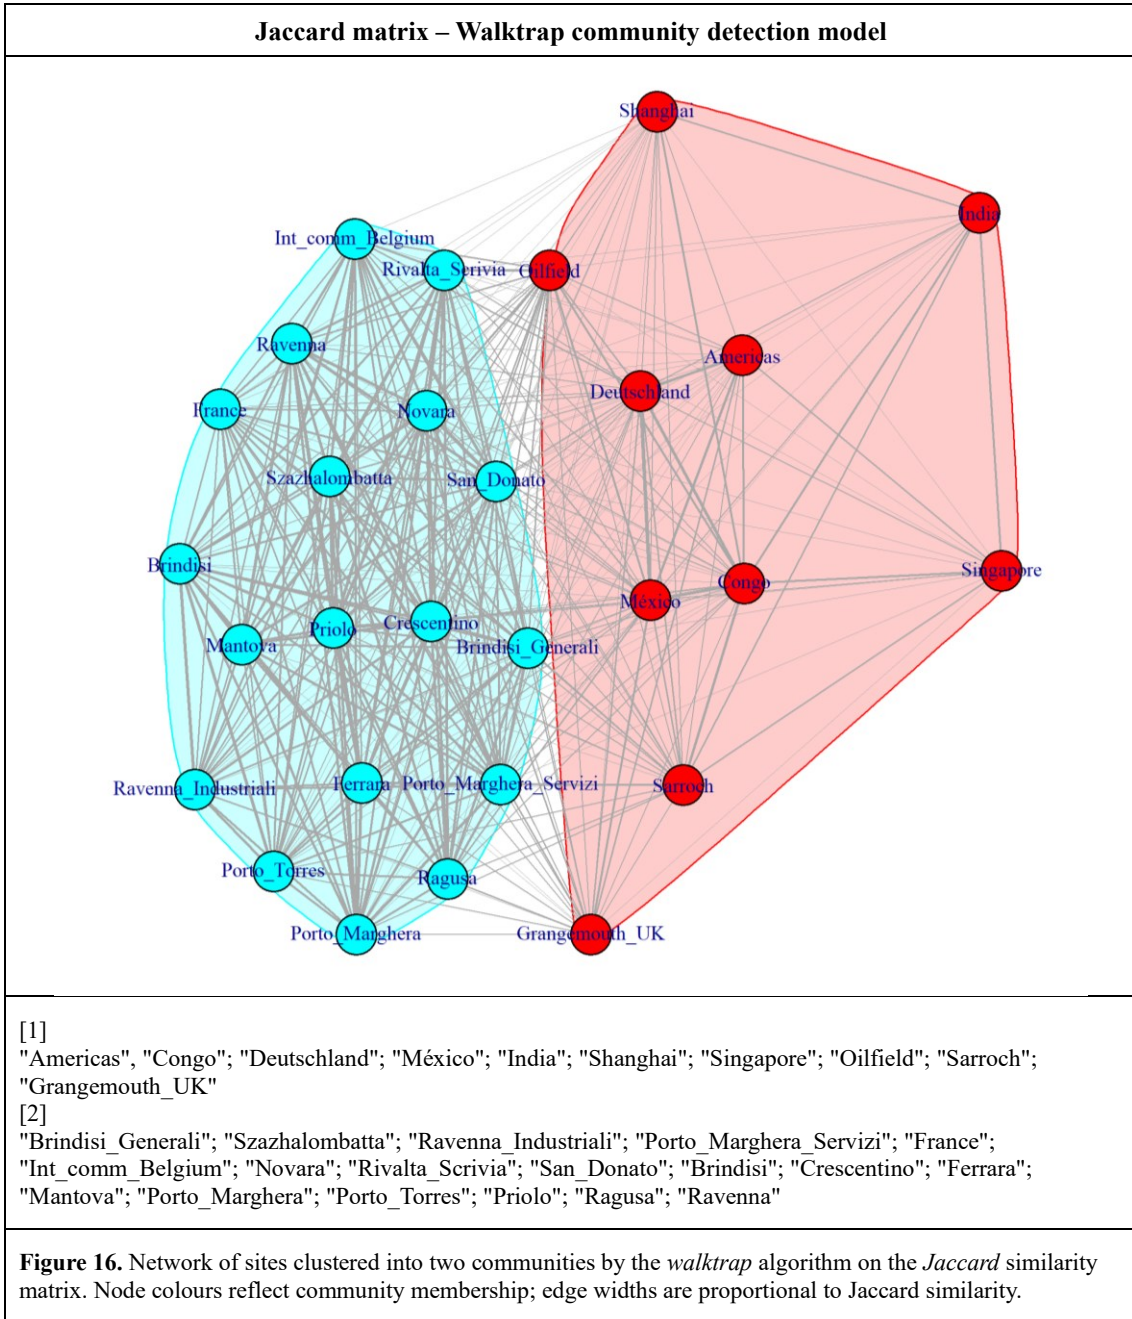 Jaccard matrix – Walktrap community detection model
Shanghai
India
Int_comm_Belgium
Rivalta_Serivia
Oilfield
Ravenna
Americas
Deutschland
France
Novara
Szazhalombatta
San_Donato
Brindisi
Singapore
Congo
México
Priolo
Crescentino
Mantova
Brindisi_Generali
Ravenna_Industriali
Ferrara
Porto_Marghera_Servizi
Sarroch
Porto_Torres
Ragusa
Porto_Marghera
Grangemouth_UK
[1]
"Americas", "Congo"; "Deutschland"; "México"; "India"; "Shanghai"; "Singapore"; "Oilfield"; "Sarroch";
"Grangemouth_UK"
[2]
"Brindisi_Generali"; "Szazhalombatta"; "Ravenna_Industriali"; "Porto_Marghera_Servizi"; "France";
"Int_comm_Belgium"; "Novara"; "Rivalta_Scrivia"; "San_Donato"; "Brindisi"; "Crescentino"; "Ferrara";
"Mantova"; "Porto_Marghera"; "Porto_Torres"; "Priolo"; "Ragusa"; "Ravenna"
Figure 16. Network of sites clustered into two communities by the walktrap algorithm on the Jaccard similarity
matrix. Node colours reflect community membership; edge widths are proportional to Jaccard similarity.